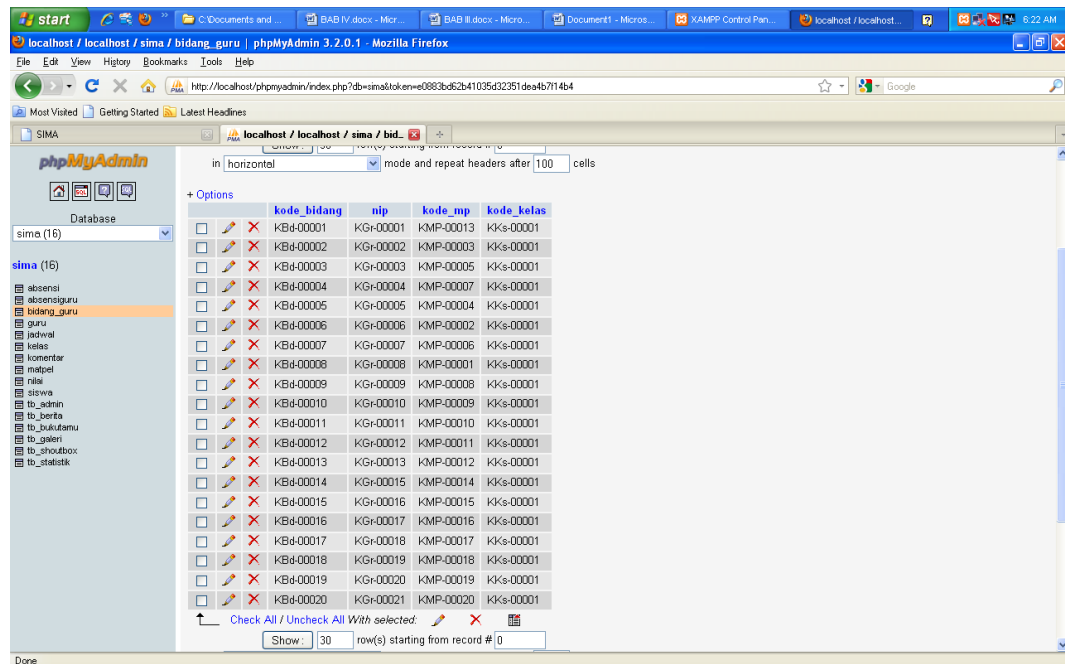 start
C:\Documents and ...
BAB IV.docx - Micr...
BAB III.docx - Micro...
Document1 - Micros...
XAMPP Control Pan...
localhost / localhost...
6:22 AM
localhost / localhost / sima / bidang_guru | phpMyAdmin 3.2.0.1 - Mozilla Firefox
File Edit View History Bookmarks Tools Help
http://localhost/phpmyadmin/index.php?db=sima&token=e0883bd62b41035d32351dea4b7f14b4
Google
Most Visited Getting Started Latest Headlines
SIMA
localhost / localhost / sima / bid...
Show : 30 row(s) starting from record # 0
in horizontal mode and repeat headers after 100 cells
phpMyAdmin
Database
sima (16)
sima (16)
absensi
absensiguru
bidang_guru
guru
jadwal
kelas
komentar
matpel
nilai
siswa
tb_admin
tb_berita
tb_bukutamu
tb_galeri
tb_shoutbox
tb_statistik
+ Options
kode_bidang nip kode_mp kode_kelas
KBd-00001 KGr-00001 KMP-00013 KKs-00001
KBd-00002 KGr-00002 KMP-00003 KKs-00001
KBd-00003 KGr-00003 KMP-00005 KKs-00001
KBd-00004 KGr-00004 KMP-00007 KKs-00001
KBd-00005 KGr-00005 KMP-00004 KKs-00001
KBd-00006 KGr-00006 KMP-00002 KKs-00001
KBd-00007 KGr-00007 KMP-00006 KKs-00001
KBd-00008 KGr-00008 KMP-00001 KKs-00001
KBd-00009 KGr-00009 KMP-00008 KKs-00001
KBd-00010 KGr-00010 KMP-00009 KKs-00001
KBd-00011 KGr-00011 KMP-00010 KKs-00001
KBd-00012 KGr-00012 KMP-00011 KKs-00001
KBd-00013 KGr-00013 KMP-00012 KKs-00001
KBd-00014 KGr-00015 KMP-00014 KKs-00001
KBd-00015 KGr-00016 KMP-00015 KKs-00001
KBd-00016 KGr-00017 KMP-00016 KKs-00001
KBd-00017 KGr-00018 KMP-00017 KKs-00001
KBd-00018 KGr-00019 KMP-00018 KKs-00001
KBd-00019 KGr-00020 KMP-00019 KKs-00001
KBd-00020 KGr-00021 KMP-00020 KKs-00001
Check All / Uncheck All With selected:
Show : 30 row(s) starting from record # 0
Done